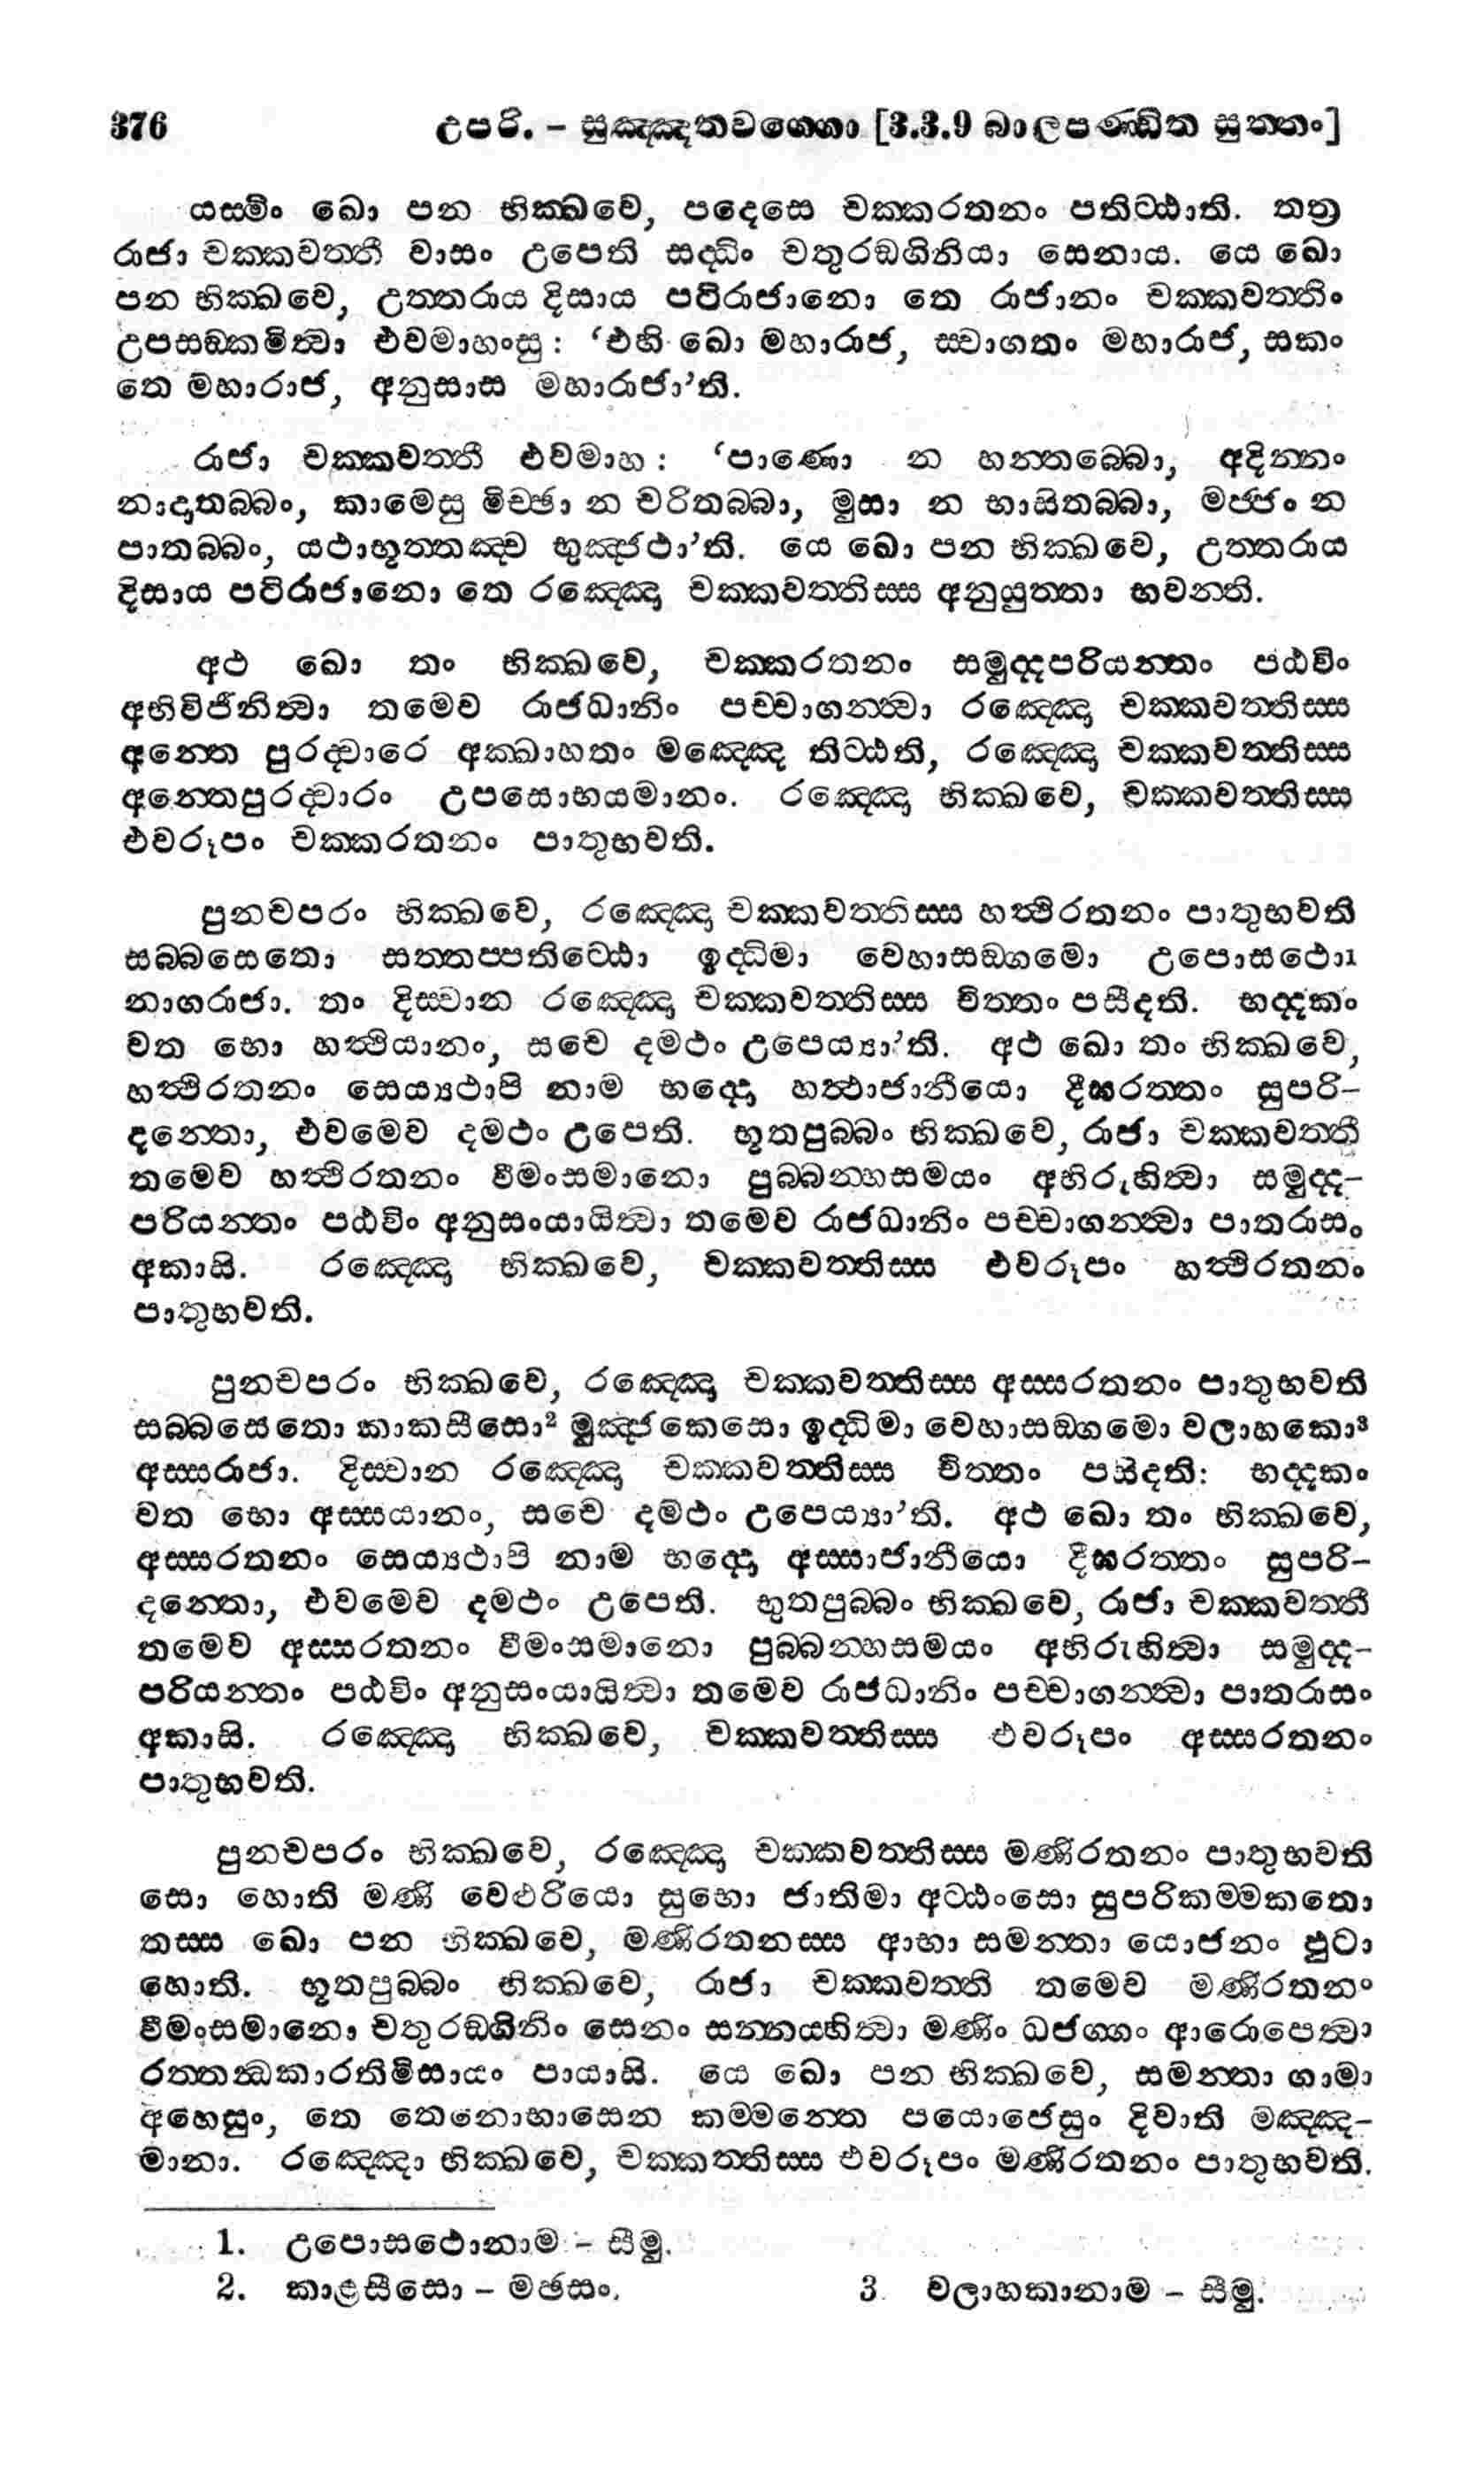 376 උපරි. – සුඤ්ඤතවග්ගො [3.3.9 බාලපණ්ඩිත සුත්තං]
යස්මිං ඛො පන භික්ඛවෙ, පදෙසෙ චක්කරතනං පතිට්ඨාති. තත්‍ර
රාජා චක්කවත්තී වාසං උපෙති සද්ධිං චතුරඞ්ගිනියා සෙනාය. යෙ ඛො
පන භික්ඛවෙ, උත්තරාය දිසාය පටිරාජානො තෙ රාජානං චක්කවත්තිං
උපසඞ්කමිත්‍වා එවමාහංසු : ‘එහි ඛො මහාරාජ, ස්වාගතං මහාරාජ, සකං
තෙ මහාරාජ, අනුසාස මහාරාජා’ති.
රාජා චක්කවත්තී එවමාහ : ‘පාණො න හන්තබ්බො, අදින්නං
නාදාතබ්බං, කාමෙසු මිච්ඡා න චරිතබ්බා, මුසා න භාසිතබ්බා, මජ්ජං න
පාතබ්බං, යථාභූත්තඤ්ච භුඤ්ජථා’ති. යෙ ඛො පන භික්ඛවෙ, උත්තරාය
දිසාය පටිරාජානො තෙ රඤ්ඤො චක්කවත්තිස්ස අනුයුත්තා භවන්ති.
අථ ඛො තං භික්ඛවෙ, චක්කරතනං සමුද්දපරියන්තං පඨවිං
අභිවිජිනිත්‍වා තමෙව රාජධානිං පච්චාගන්ත්‍වා රඤ්ඤො චක්කවත්තිස්ස
අන්තෙ පුරද්වාරෙ අක්ඛාහතං මඤ්ඤෙ තිට්ඨති, රඤ්ඤො චක්කවත්තිස්ස
අන්තෙපුරද්වාරං උපසොභයමානං. රඤ්ඤො භික්ඛවෙ, චක්කවත්තිස්ස
එවරූපං චක්කරතනං පාතුභවති.
පුනචපරං භික්ඛවෙ, රඤ්ඤො චක්කවත්තිස්ස හත්‍ථිරතනං පාතුභවති
සබ්බසෙතො සත්තප්පතිට්ඨො ඉද්ධිමා වෙහාසඞ්ගමො උපොසථො1
නාගරාජා. තං දිස්වාන රඤ්ඤො චක්කවත්තිස්ස චිත්තං පසීදති. භද්දකං
වත භො හත්‍ථියානං, සචෙ දමථං උපෙය්‍යා’ති. අථ ඛො තං භික්ඛවෙ,
හත්‍ථිරතනං සෙය්‍යථාපි නාම භද්දො හත්‍ථාජානීයො දීඝරත්තං සුපරි–
දන්තො, එවමෙව දමථං උපෙති. භූතපුබ්බං භික්ඛවෙ, රාජා චක්කවත්තී
තමෙව හත්‍ථිරතනං වීමංසමානො පුබ්බන්හසමයං අභිරුහිත්‍වා සමුද්ද–
පරියන්තං පඨවිං අනුසංයායිත්‍වා තමෙව රාජධානිං පච්චාගන්ත්‍වා පාතරාසං
අකාසි. රඤ්ඤො භික්ඛවෙ, චක්කවත්තිස්ස එවරූපං හත්‍ථිරතනං
පාතුභවති.
පුනචපරං භික්ඛවෙ, රඤ්ඤො චක්කවත්තිස්ස අස්සරතනං පාතුභවති
සබ්බසෙතො කාකසීසො2 මුඤ්ජකෙසො ඉද්ධිමා වෙහාසඞ්ගමො වලාහකො3
අස්සරාජා. දිස්වාන රඤ්ඤො චක්කවත්තිස්ස චිත්තං පසීදති: භද්දකං
වත භො අස්සයානං, සචෙ දමථං උපෙය්‍යා’ති. අථ ඛො තං භික්ඛවෙ,
අස්සරතනං සෙය්‍යථාපි නාම භද්දො අස්සාජානීයො දීඝරත්තං සුපරි–
දන්තො, එවමෙව දමථං උපෙති. භුතපුබ්බං භික්ඛවෙ, රාජා චක්කවත්තී
තමෙව අස්සරතනං වීමංසමානො පුබ්බන්හසමයං අභිරුහිත්‍වා සමුද්ද–
පරියන්තං පඨවිං අනුසංයායිත්‍වා තමෙව රාජධානිං පච්චාගන්ත්‍වා පාතරාසං
අකාසි. රඤ්ඤො භික්ඛවෙ, චක්කවත්තිස්ස එවරූපං අස්සරතනං
පාතුභවති.
පුනචපරං භික්ඛවෙ, රඤ්ඤො චක්කවත්තිස්ස මණිරතනං පාතුභවති
සො හොති මණි වෙළුරියො සුභො ජාතිමා අට්ඨංසො සුපරිකම්මකතො
තස්ස ඛො පන භික්ඛවෙ, මණිරතනස්ස ආභා සමන්තා යොජනං ඵුටා
හොති. භූතපුබ්බං භික්ඛවෙ, රාජා චක්කවත්ති තමෙව මණිරතනං
වීමංසමානො චතුරඞ්ගිනිං සෙනං සන්නය්හිත්‍වා මණිං ධජග්ගං ආරොපෙත්‍වා
රත්තන්ධකාරතිමිසායං පායාසි. යෙ ඛො පන භික්ඛවෙ, සමන්තා ගාමා
අහෙසුං, තෙ තෙනොභාසෙන කම්මන්තෙ පයොජෙසුං දිවාති මඤ්ඤ–
මානා. රඤ්ඤො භික්ඛවෙ, චක්කත්තිස්ස එවරූපං මණිරතනං පාතුභවති.
1. උපොසථොනාම – සීමු.
2. කාළසීසො – මඡසං. 3 වලාහකානාම – සීමු.